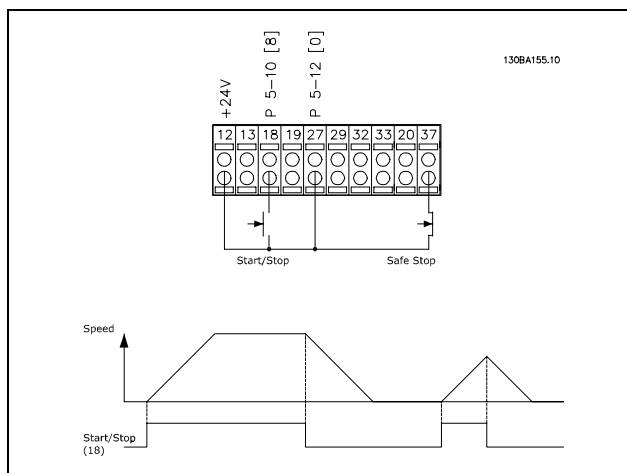 130BA155.10
+24V
P 5-10 [8]
P 5-12 [0]
12 13 18 19 27 29 32 33 20 37
Start/Stop
Safe Stop
Speed
Start/Stop
(18)